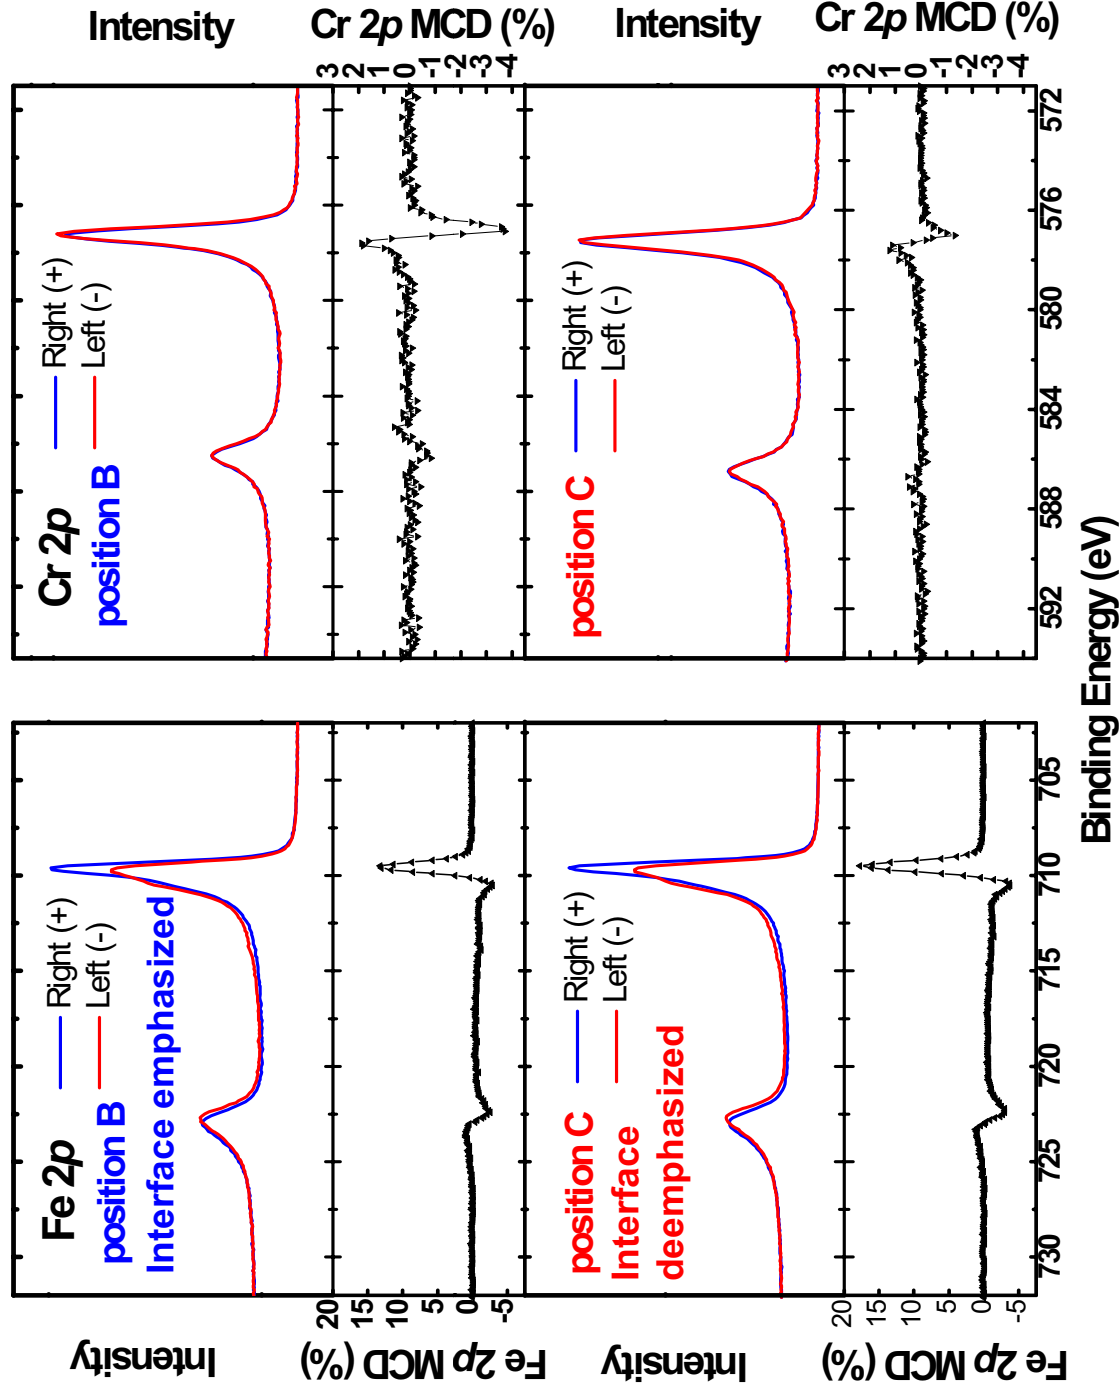 Fe 2p
Right (+)
Left (-)
position B
Interface emphasized
Intensity
20
15
10
5
0
-5
Fe 2p MCD (%)
Cr 2p
Right (+)
Left (-)
position B
Intensity
3
2
1
0
-1
-2
-3
-4
Cr 2p MCD (%)
Right (+)
Left (-)
position C
Interface
deemphasized
Intensity
20
15
10
5
0
-5
Fe 2p MCD (%)
730
725
720
715
710
705
Right (+)
Left (-)
position C
Intensity
3
2
1
0
-1
-2
-3
-4
Cr 2p MCD (%)
592
588
584
580
576
572
Binding Energy (eV)